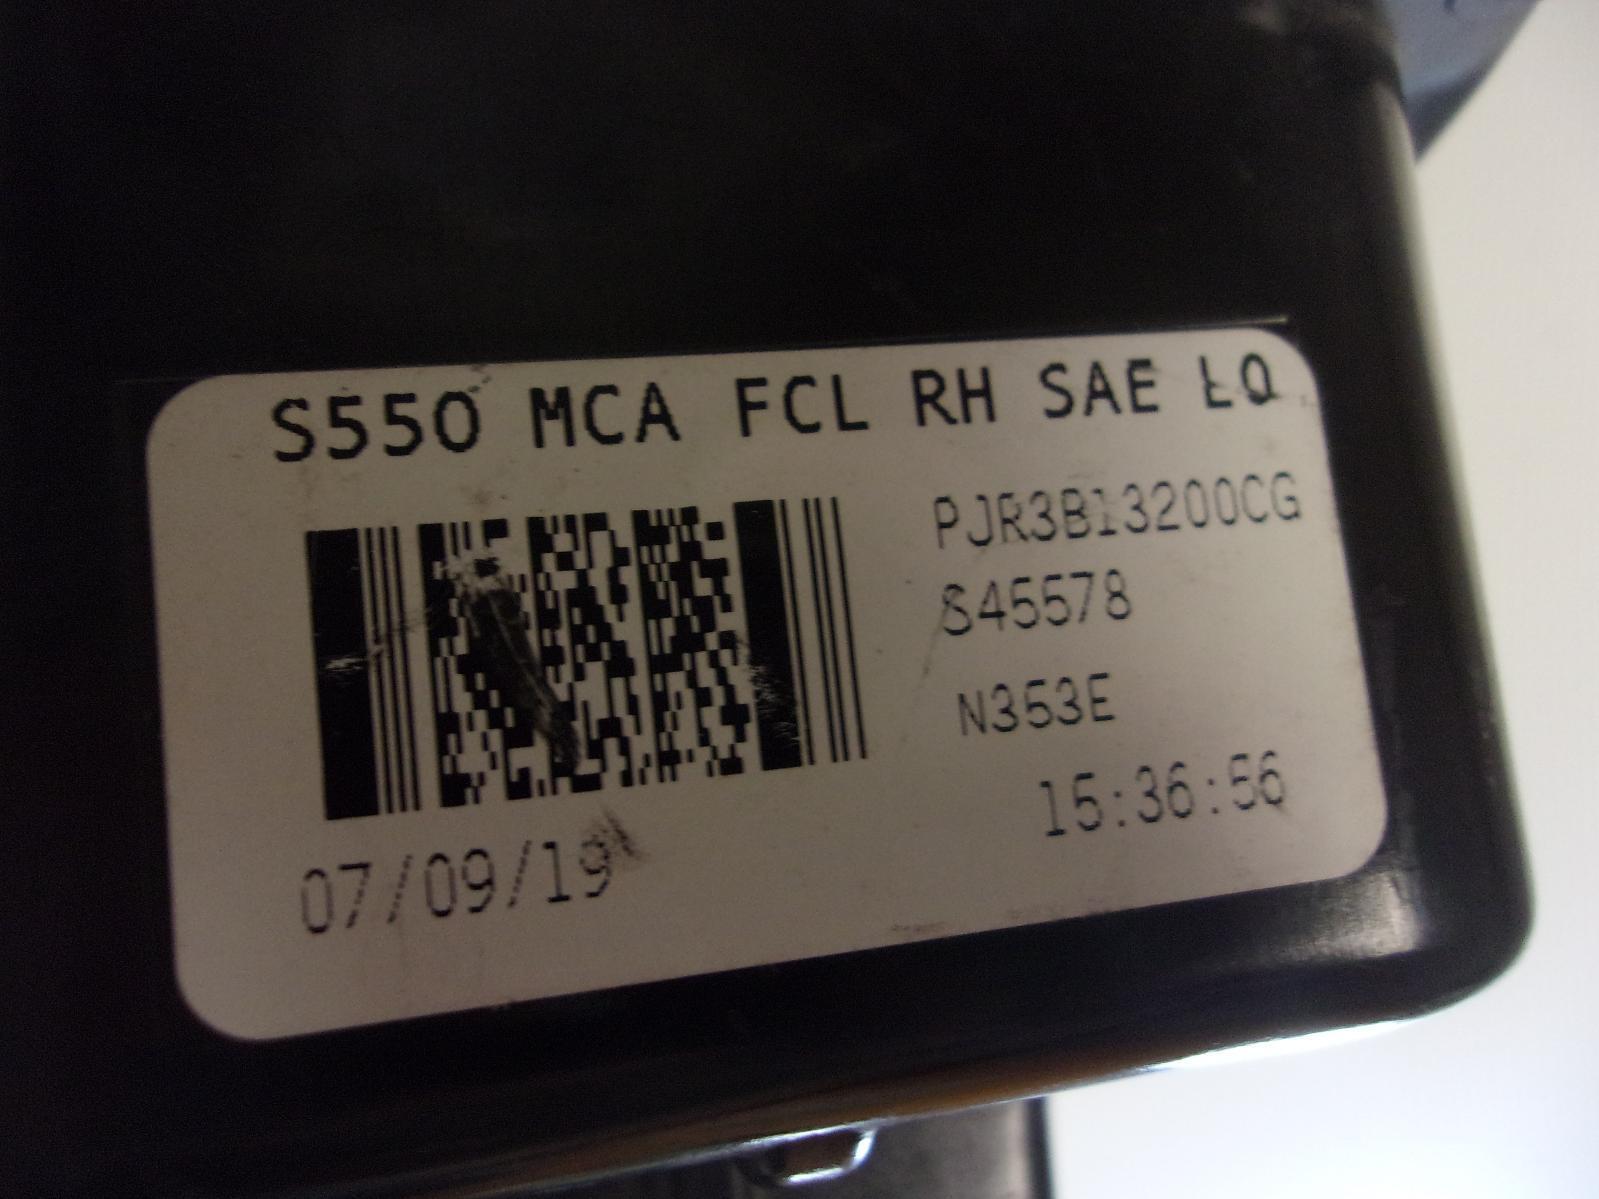 S550 MCA FCL RH SAE LO
PJR3B13200CG
S45578
N353E
15:36:56
07/09/19